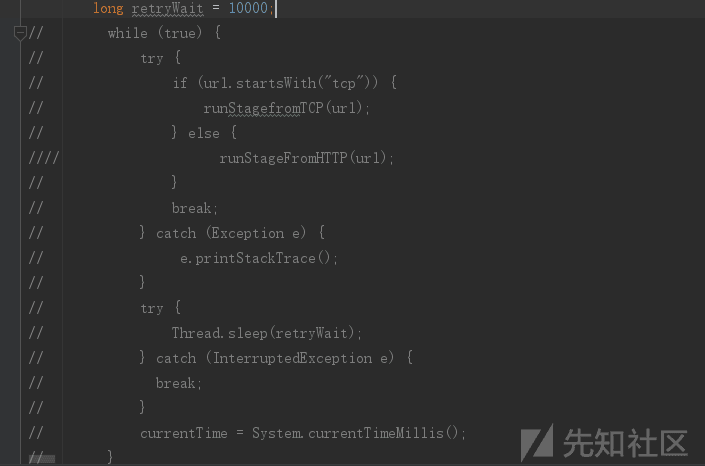 long retryWait = 10000;
// while (true) {
// try {
// if (url.startsWith("tcp")) {
// runStagefromTCP(url);
// } else {
//// runStageFromHTTP(url);
// }
// break;
// } catch (Exception e) {
// e.printStackTrace();
// }
// try {
// Thread.sleep(retryWait);
// } catch (InterruptedException e) {
// break;
// }
// currentTime = System.currentTimeMillis();
// }
先知社区